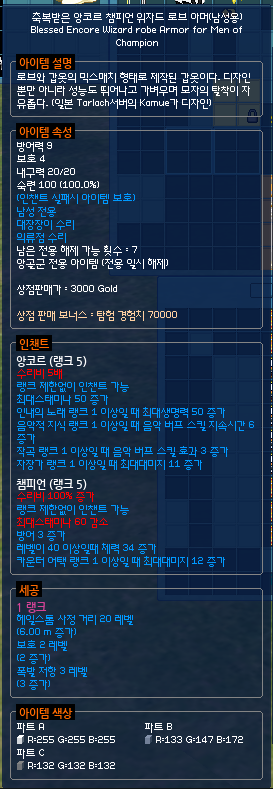 축복받은 앙코르 챔피언 위자드 로브 아머(남성용)
Blessed Encore Wizard robe Armor for Men of
Champion
아이템 설명
로브와 갑옷의 믹스매치 형태로 제작된 갑옷이다. 디자인
뿐만 아니라 성능도 뛰어나고 가벼우며 모자의 탈착이 자
유롭다. (일본 Tarlach서버의 Kamue가 디자인)
아이템 속성
방어력 9
보호 4
내구력 20/20
숙련 100 (100.0%)
(인챈트 실패시 아이템 보호)
남성 전용
대장장이 수리
의류점 수리
남은 전용 해제 가능 횟수 : 7
양곡군 전용 아이템 (전용 일시 해제)
상점판매가 : 3000 Gold
상점 판매 보너스 : 탐험 경험치 70000
인챈트
앙코르 (랭크 5)
수리비 5배
랭크 제한없이 인챈트 가능
최대스태미나 50 증가
인내의 노래 랭크 1 이상일 때 최대생명력 50 증가
음악적 지식 랭크 1 이상일 때 음악 버프 스킬 지속시간 6
증가
작곡 랭크 1 이상일 때 음악 버프 스킬 효과 3 증가
자장가 랭크 1 이상일 때 최대대미지 11 증가
챔피언 (랭크 5)
수리비 100% 증가
랭크 제한없이 인챈트 가능
최대스태미나 60 감소
방어 3 증가
레벨이 40 이상일때 체력 34 증가
카운터 어택 랭크 1 이상일 때 최대대미지 12 증가
세공
1 랭크
헤일스톰 사정 거리 20 레벨
(6.00 m 증가)
보호 2 레벨
(2 증가)
폭발 저항 3 레벨
(3 증가)
아이템 색상
파트 A 파트 B
R:255 G:255 B:255 R:133 G:147 B:172
파트 C
R:132 G:132 B:132